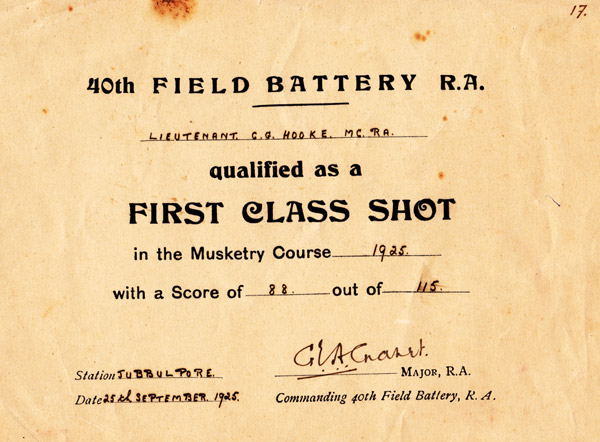 17.
40th FIELD BATTERY R.A.
LIEUTENANT. C.G. HOOKE. MC. RA.
qualified as a
FIRST CLASS SHOT
in the Musketry Course 1925.
with a Score of 88. out of 115.
MAJOR, R.A.
Station JUBBULPORE.
Date 25th SEPTEMBER. 1925. Commanding 40th Field Battery, R. A.